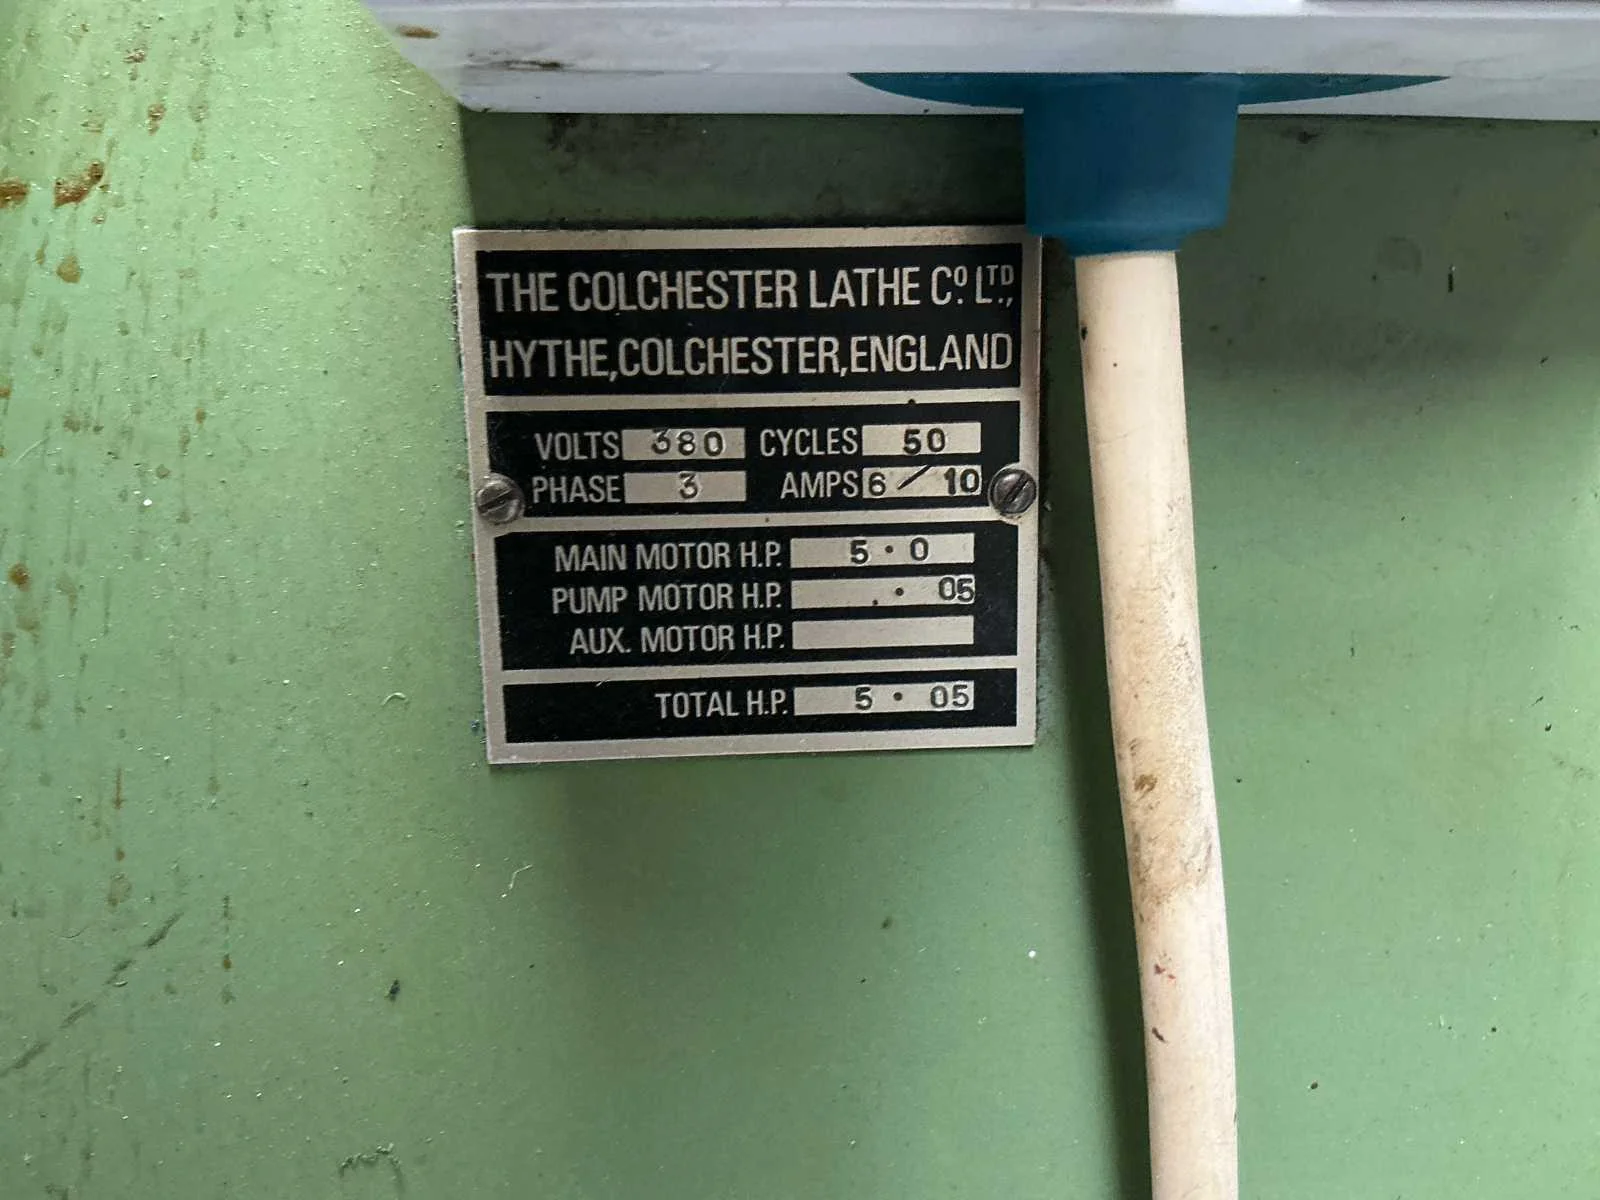 THE COLCHESTER LATHE Cº. LTD.,
HYTHE, COLCHESTER, ENGLAND
VOLTS 380 CYCLES 50
PHASE 3 AMPS 6 / 10
MAIN MOTOR H.P. 5·0
PUMP MOTOR H.P. ·05
AUX. MOTOR H.P.
TOTAL H.P. 5·05